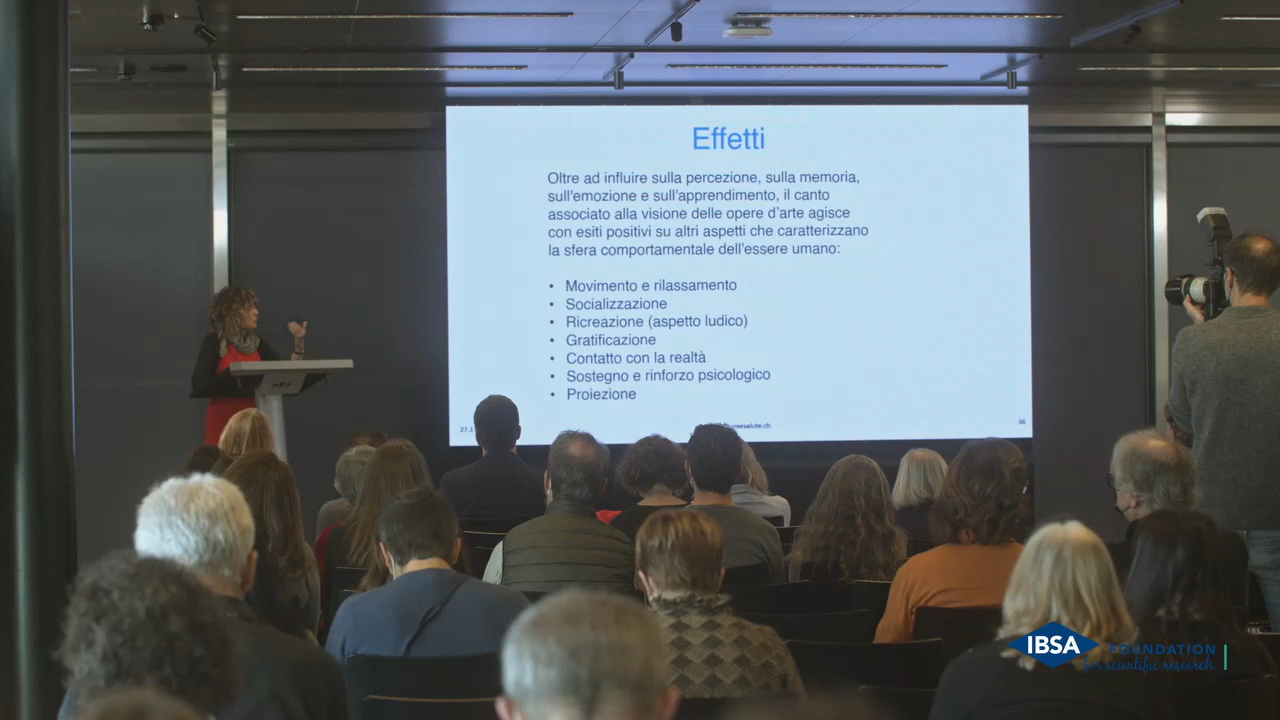 Effetti
Oltre ad influire sulla percezione, sulla memoria,
sull'emozione e sull'apprendimento, il canto
associato alla visione delle opere d'arte agisce
con esiti positivi su altri aspetti che caratterizzano
la sfera comportamentale dell'essere umano:
• Movimento e rilassamento
• Socializzazione
• Ricreazione (aspetto ludico)
• Gratificazione
• Contatto con la realtà
• Sostegno e rinforzo psicologico
• Proiezione
36
IBSA FOUNDATION
for scientific research